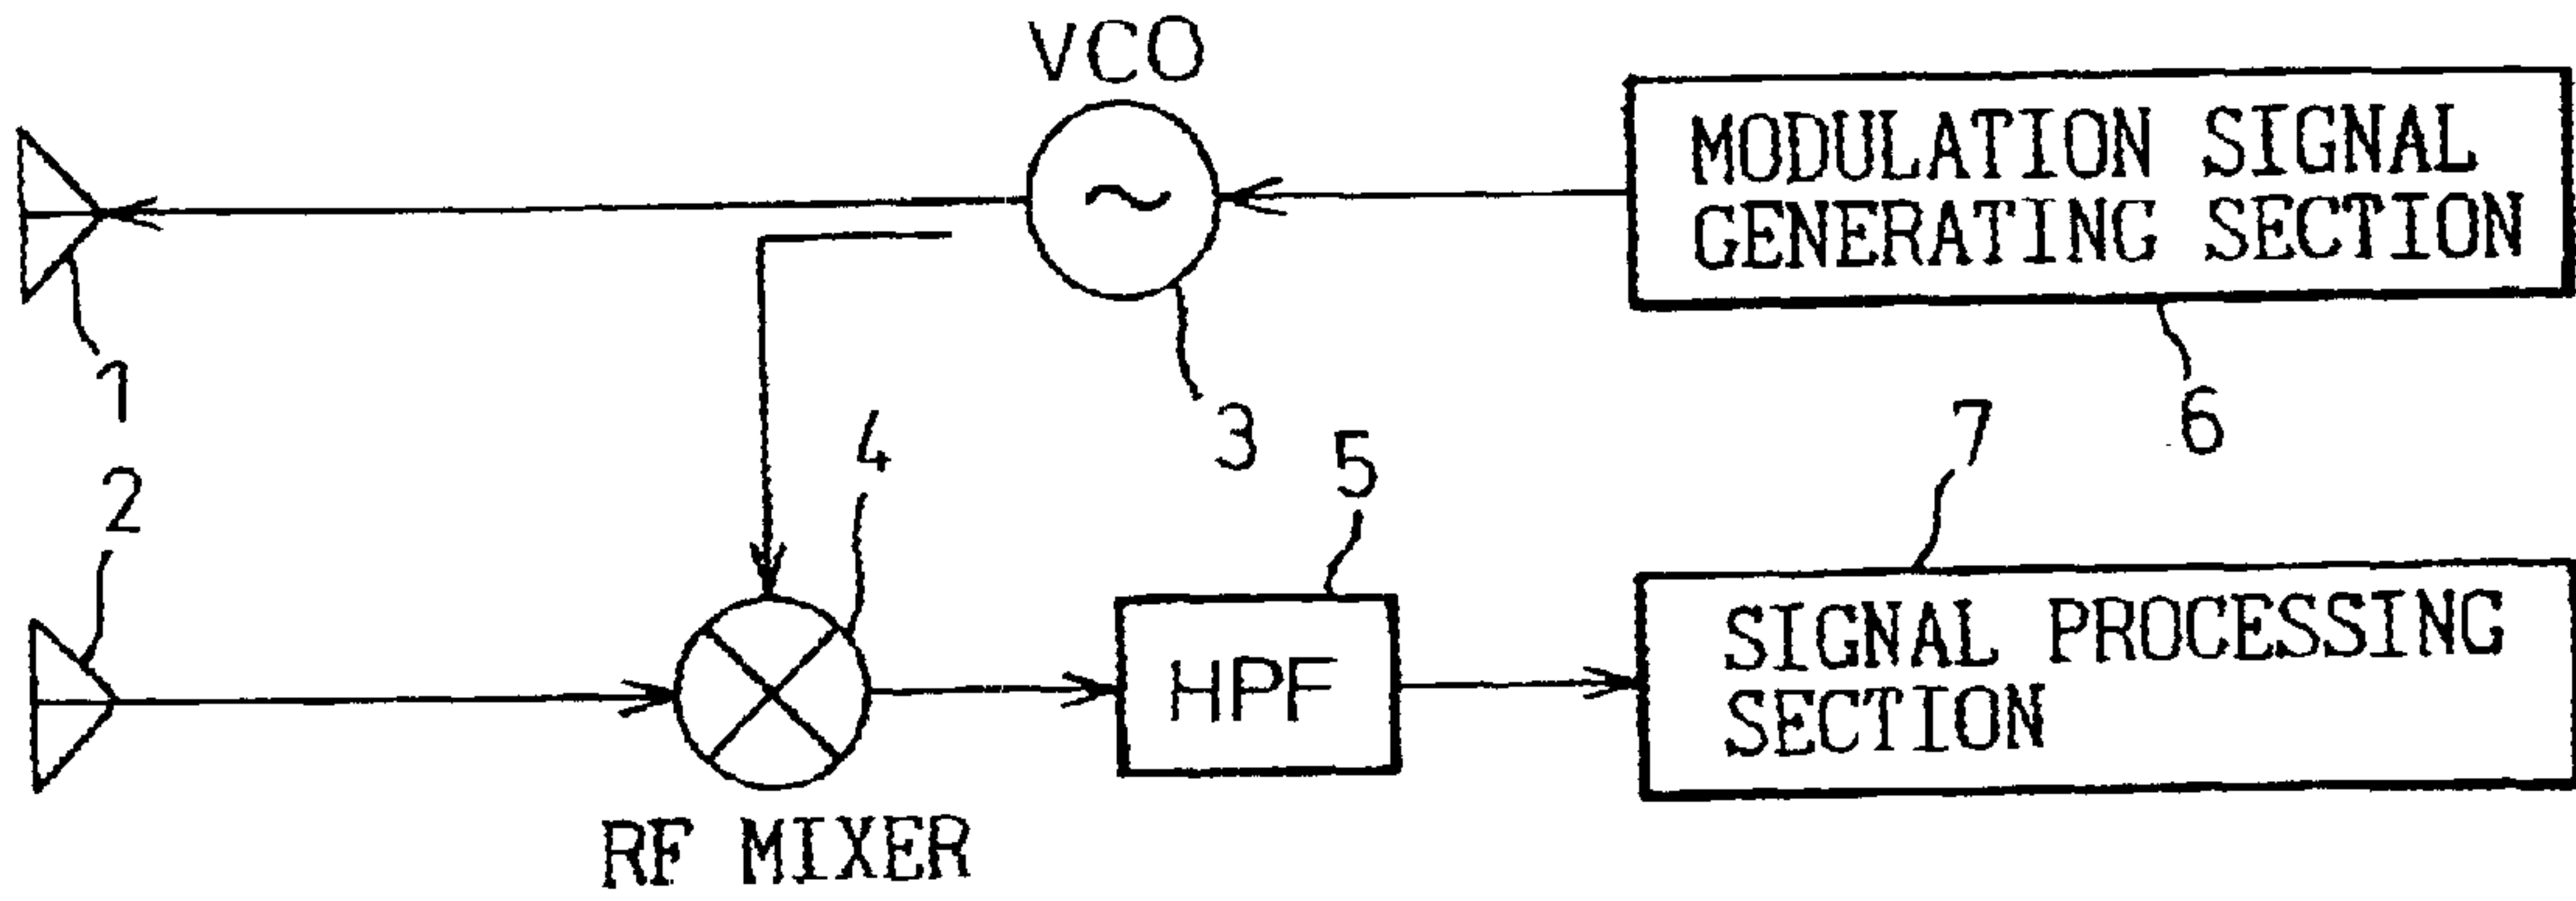 VCO
MODULATION SIGNAL
GENERATING SECTION
1
3
6
2
4
5
7
HPF
SIGNAL PROCESSING
SECTION
RF MIXER